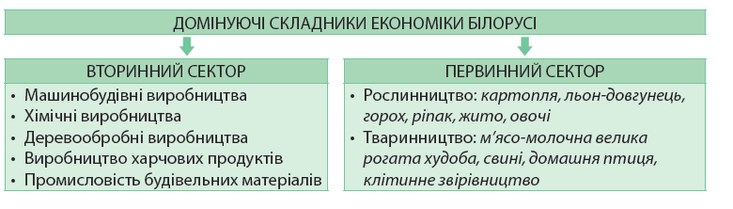 ДОМІНУЮЧІ СКЛАДНИКИ ЕКОНОМІКИ БІЛОРУСІ
ВТОРИННИЙ СЕКТОР
• Машинобудівні виробництва
• Хімічні виробництва
• Деревообробні виробництва
• Виробництво харчових продуктів
• Промисловість будівельних матеріалів
ПЕРВИННИЙ СЕКТОР
• Рослинництво: картопля, льон-довгунець,
горох, ріпак, жито, овочі
• Тваринництво: м’ясо-молочна велика
рогата худоба, свині, домашня птиця,
клітинне звірівництво